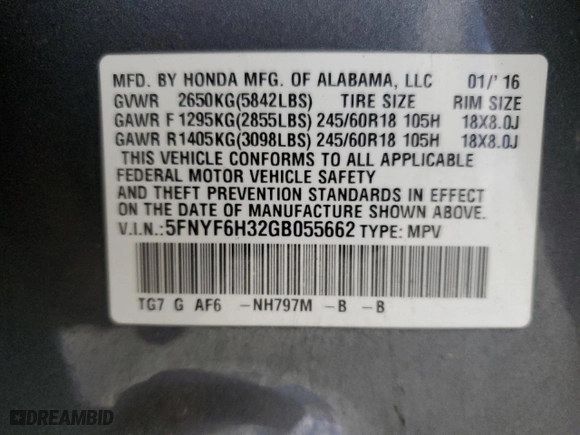 MFD. BY HONDA MFG. OF ALABAMA, LLC 01/' 16
GVWR 2650KG(5842LBS) TIRE SIZE RIM SIZE
GAWR F 1295KG(2855LBS) 245/60R18 105H 18X8.0J
GAWR R 1405KG(3098LBS) 245/60R18 105H 18X8.0J
THIS VEHICLE CONFORMS TO ALL APPLICABLE
FEDERAL MOTOR VEHICLE SAFETY
AND THEFT PREVENTION STANDARDS IN EFFECT
ON THE DATE OF MANUFACTURE SHOWN ABOVE.
V.I.N.:5FNYF6H32GB055662 TYPE: MPV
TG7 G AF6 -NH797M -B -B
DREAMBID